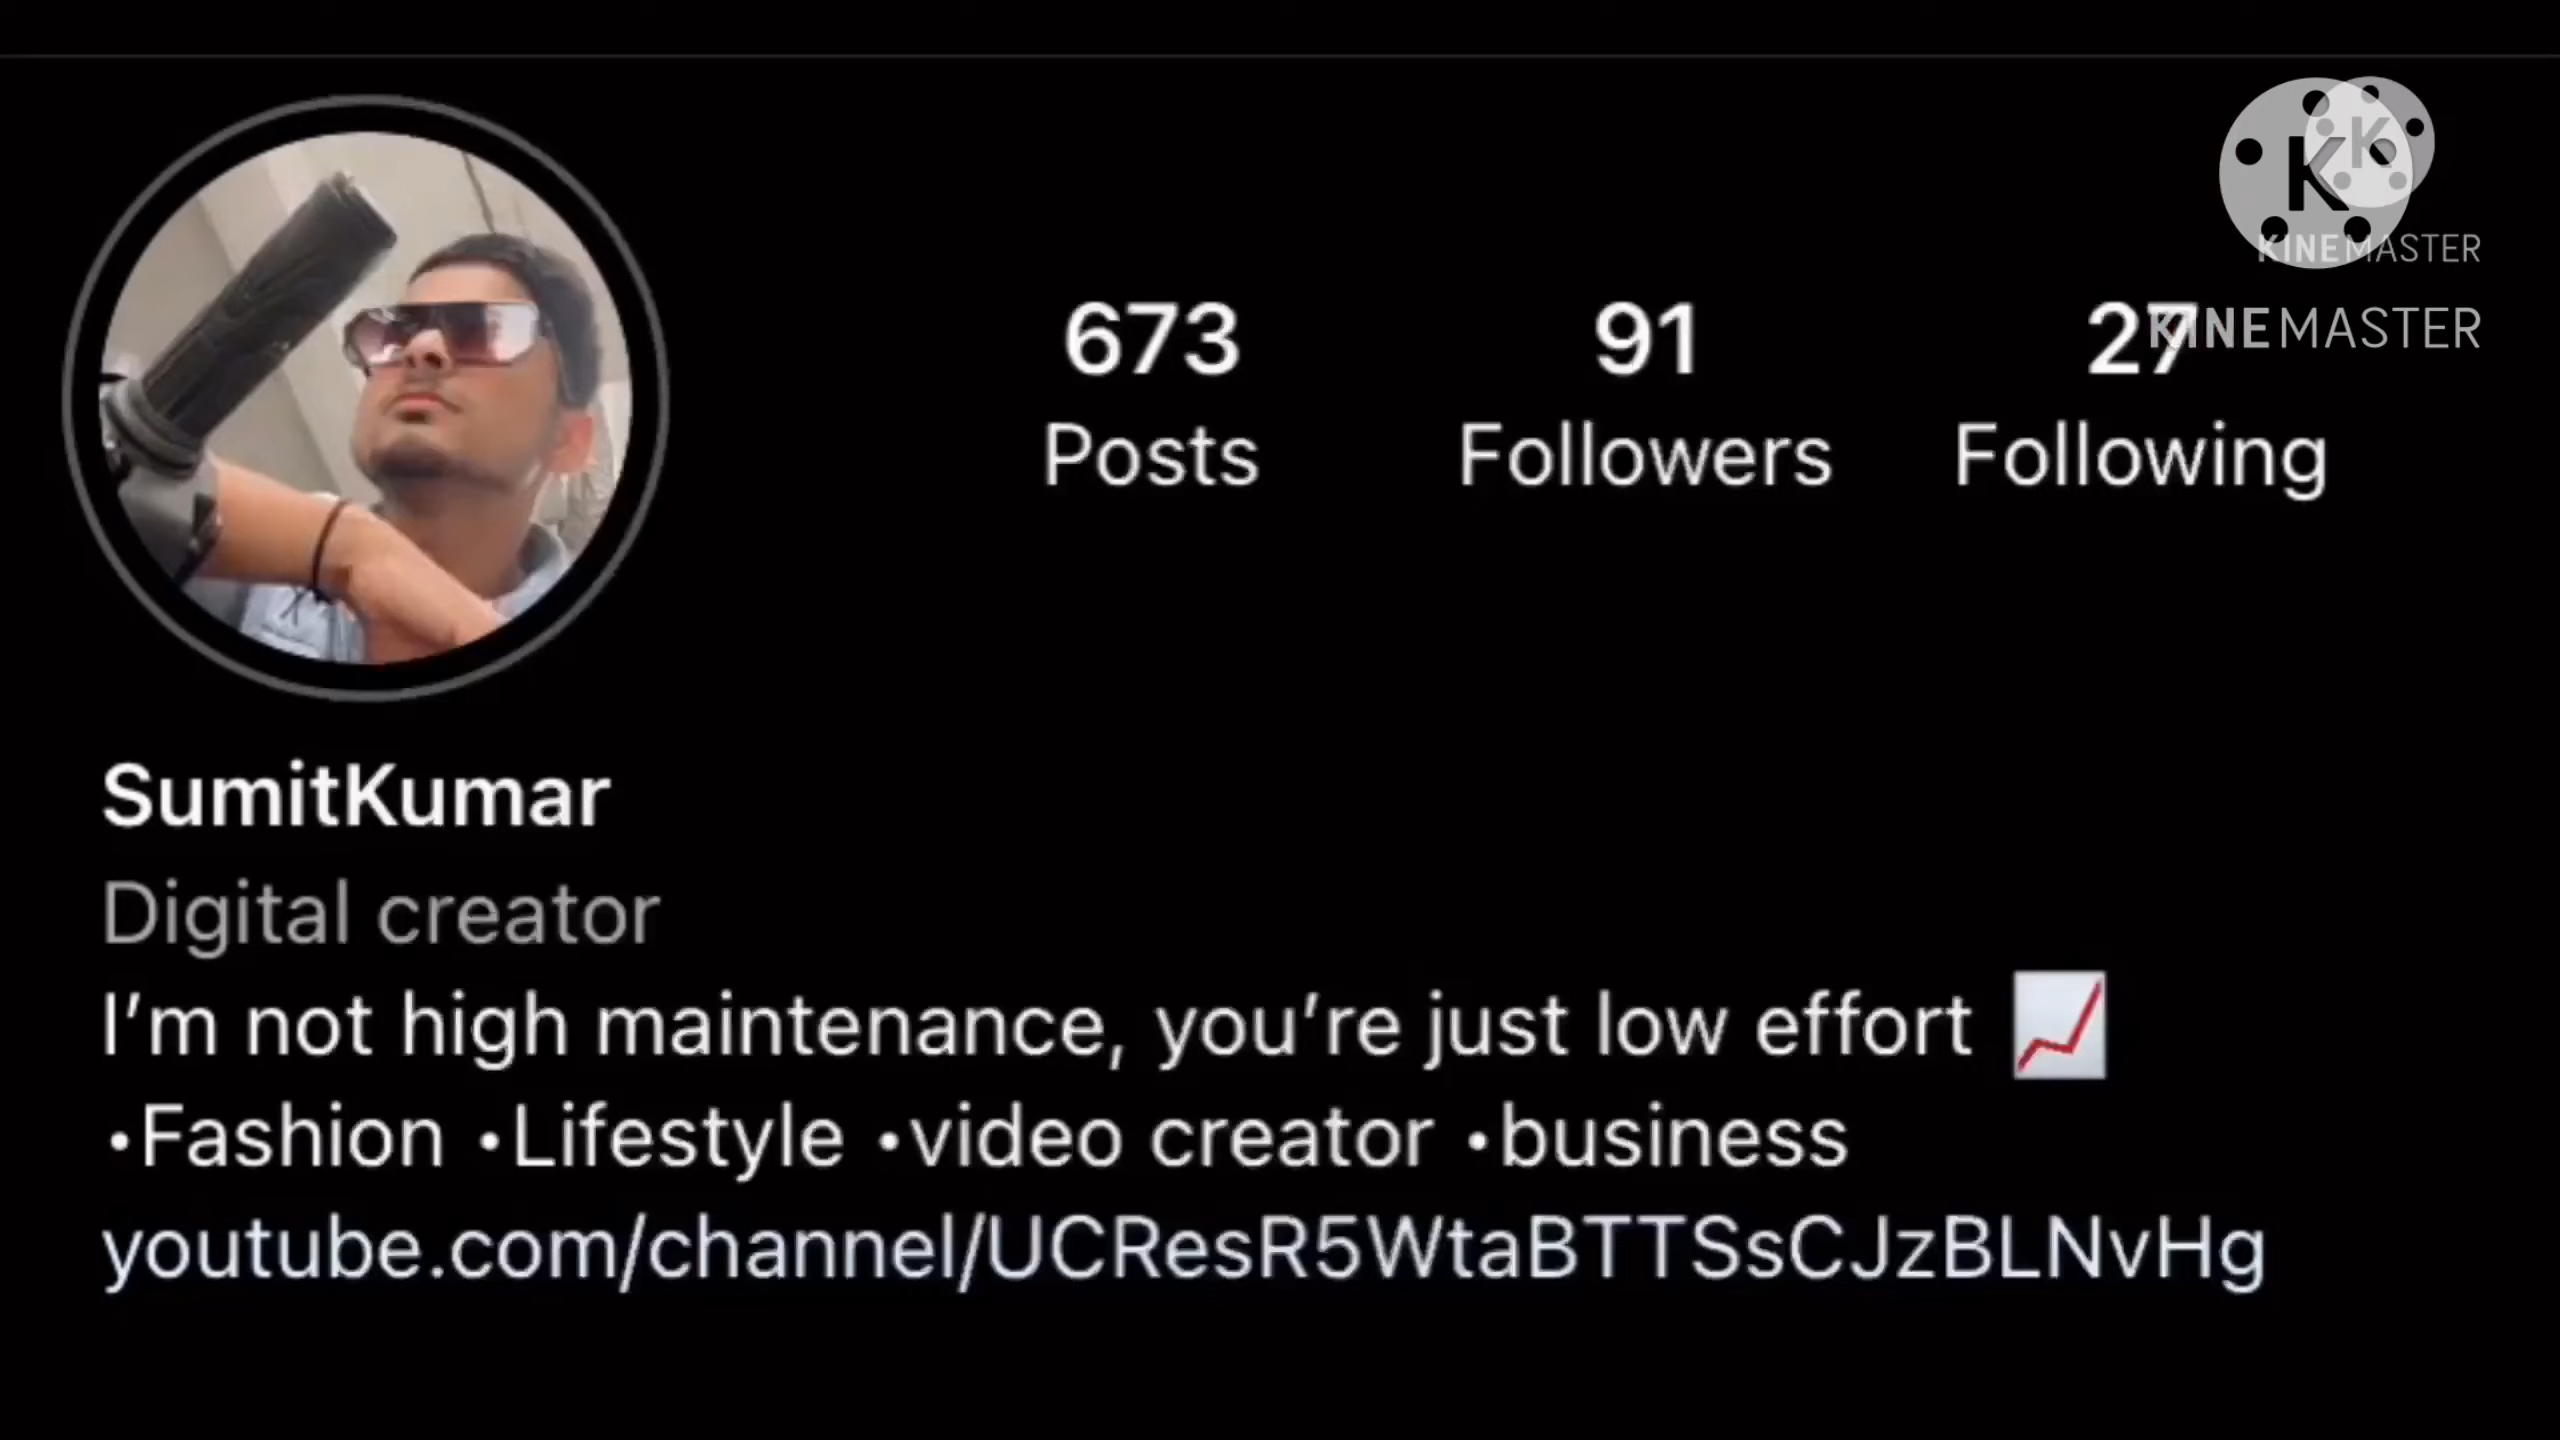 K K
KINEMASTER
KINEMASTER
673 91 27
Posts Followers Following
SumitKumar
Digital creator
I’m not high maintenance, you’re just low effort 📈
•Fashion •Lifestyle •video creator •business
youtube.com/channel/UCResR5WtaBTTSsCJzBLNvHg